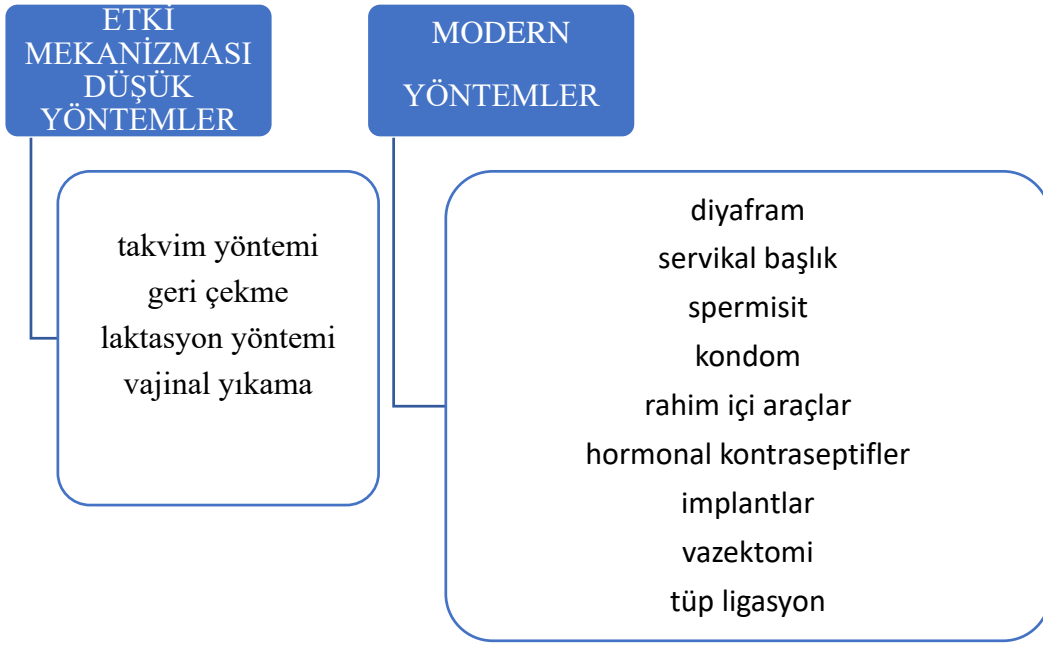 ETKİ
MEKANİZMASI
DÜŞÜK
YÖNTEMLER
takvim yöntemi
geri çekme
laktasyon yöntemi
vajinal yıkama
MODERN
YÖNTEMLER
diyafram
servikal başlık
spermisit
kondom
rahim içi araçlar
hormonal kontraseptifler
implantlar
vazektomi
tüp ligasyon